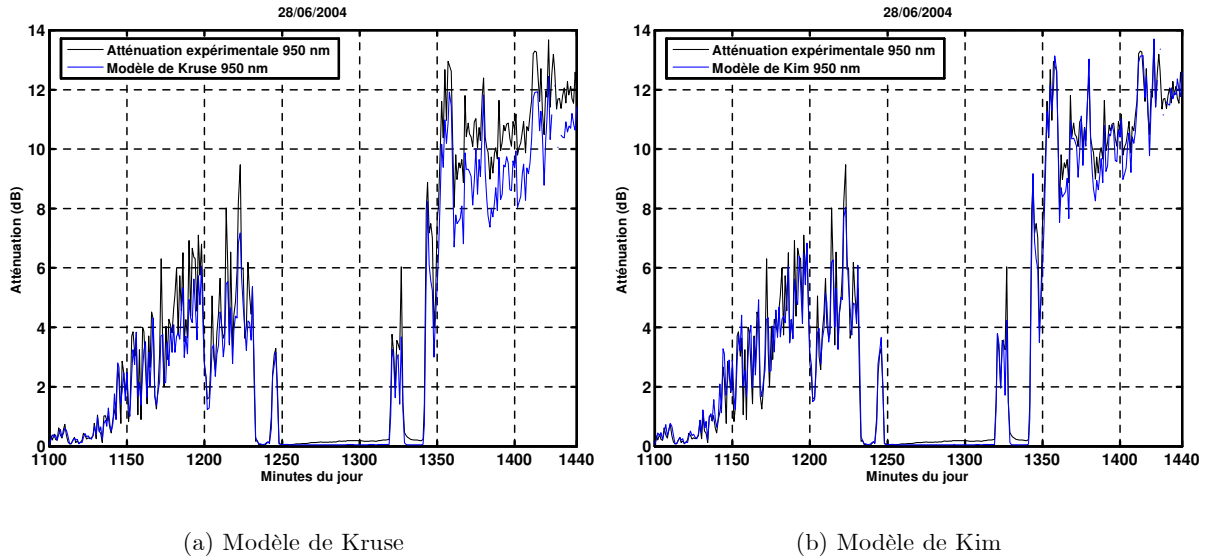 28/06/2004
Atténuation expérimentale 950 nm
Modèle de Kruse 950 nm
Atténuation (dB)
14
12
10
8
6
4
2
0
1100 1150 1200 1250 1300 1350 1400 1440
Minutes du jour
(a) Modèle de Kruse
28/06/2004
Atténuation expérimentale 950 nm
Modèle de Kim 950 nm
Atténuation (dB)
14
12
10
8
6
4
2
0
1100 1150 1200 1250 1300 1350 1400 1440
Minutes du jour
(b) Modèle de Kim